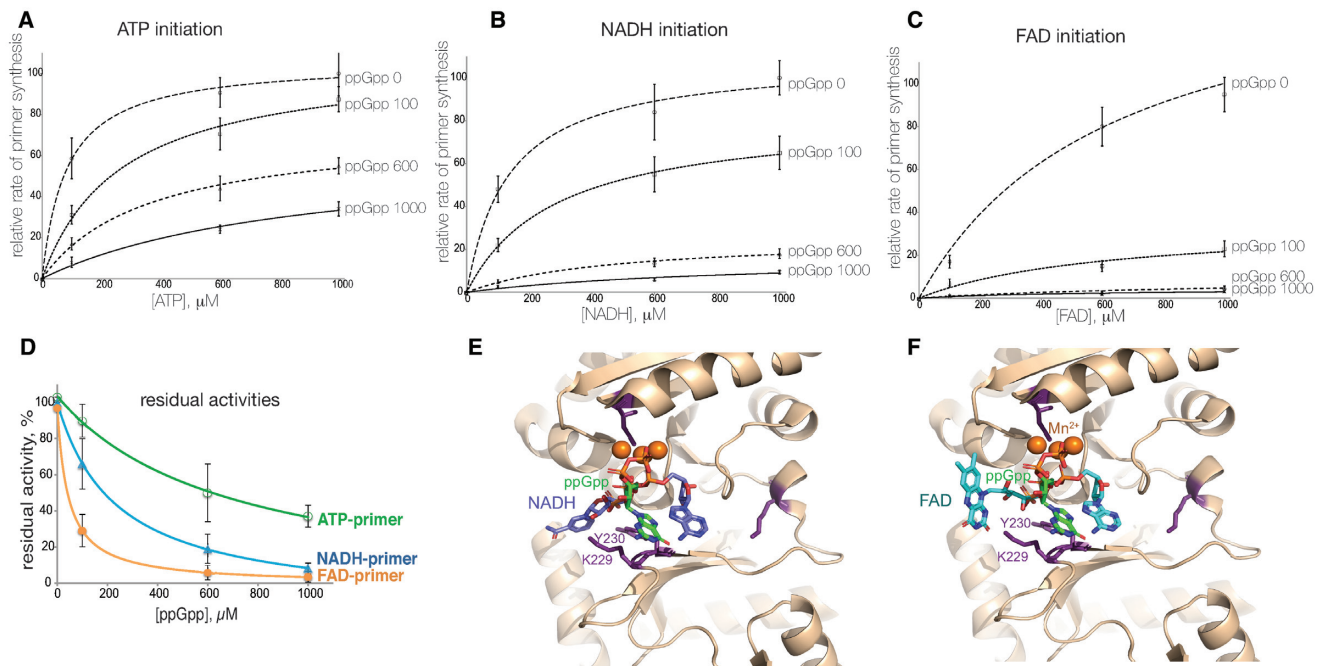 A
ATP initiation
relative rate of primer synthesis
100
80
60
40
20
0
0
200
400
600
800
1000
[ATP], μM
ppGpp 0
ppGpp 100
ppGpp 600
ppGpp 1000
B
NADH initiation
relative rate of primer synthesis
100
80
60
40
20
0
0
200
400
600
800
1000
[NADH], μM
ppGpp 0
ppGpp 100
ppGpp 600
ppGpp 1000
C
FAD initiation
relative rate of primer synthesis
100
80
60
40
20
0
0
200
400
600
800
1000
[FAD], μM
ppGpp 0
ppGpp 100
ppGpp 600
ppGpp 1000
D
residual activities
residual activity, %
100
80
60
40
20
0
0
200
400
600
800
1000
[ppGpp], μM
ATP-primer
NADH-primer
FAD-primer
E
ppGpp
NADH
Y230
K229
F
Mn2+
ppGpp
FAD
Y230
K229